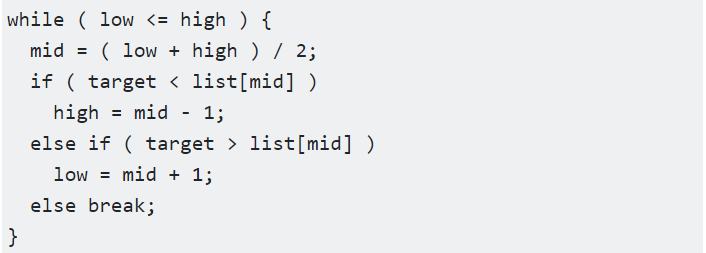 while ( low <= high ) {
  mid = ( low + high ) / 2;
  if ( target < list[mid] )
    high = mid - 1;
  else if ( target > list[mid] )
    low = mid + 1;
  else break;
}